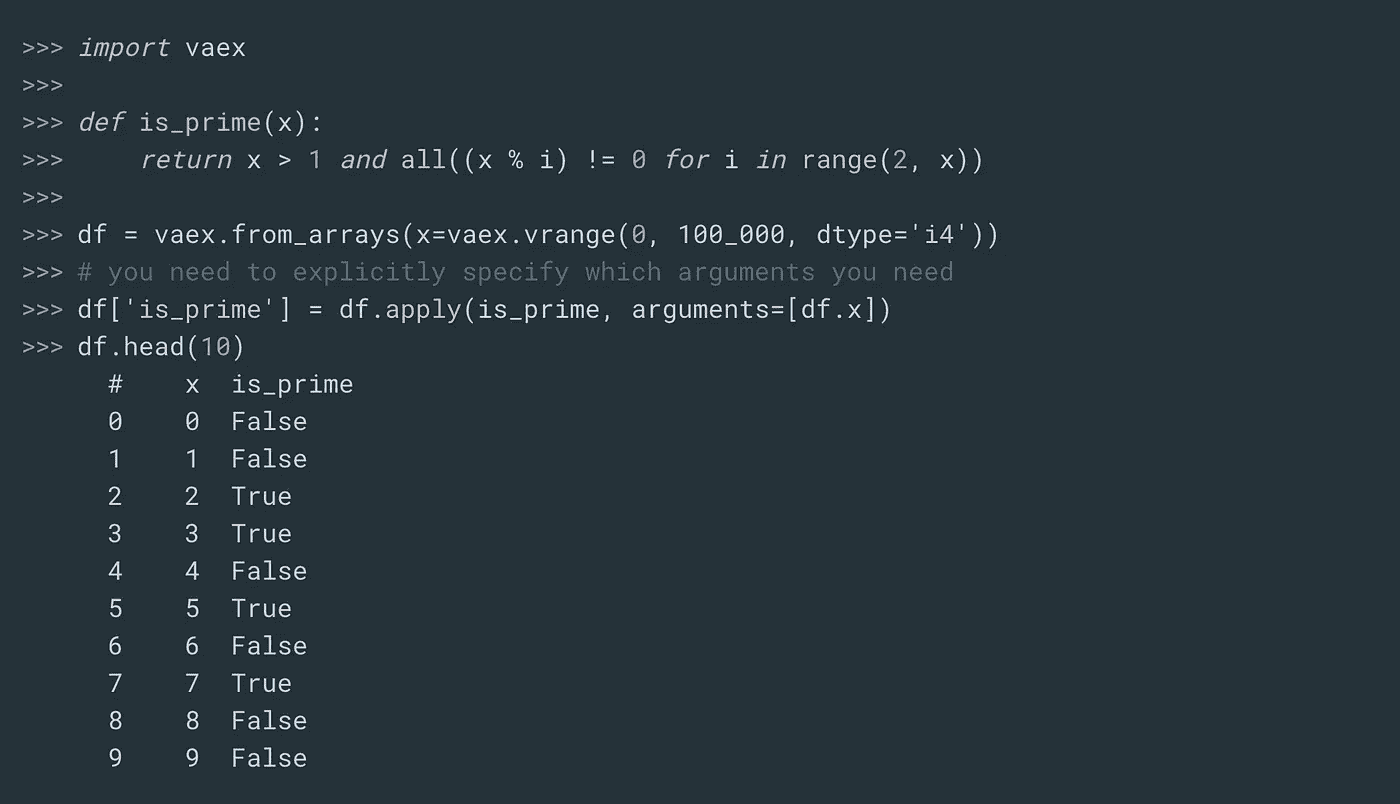 >>> import vaex
>>>
>>> def is_prime(x):
>>>     return x > 1 and all((x % i) != 0 for i in range(2, x))
>>>
>>> df = vaex.from_arrays(x=vaex.vrange(0, 100_000, dtype='i4'))
>>> # you need to explicitly specify which arguments you need
>>> df['is_prime'] = df.apply(is_prime, arguments=[df.x])
>>> df.head(10)
      #    x  is_prime
      0    0  False
      1    1  False
      2    2  True
      3    3  True
      4    4  False
      5    5  True
      6    6  False
      7    7  True
      8    8  False
      9    9  False